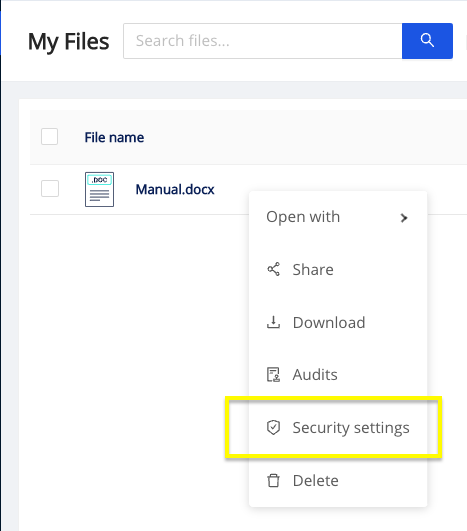 My Files
Search files...
File name
.DOC
Manual.docx
Open with
Share
Download
Audits
Security settings
Delete